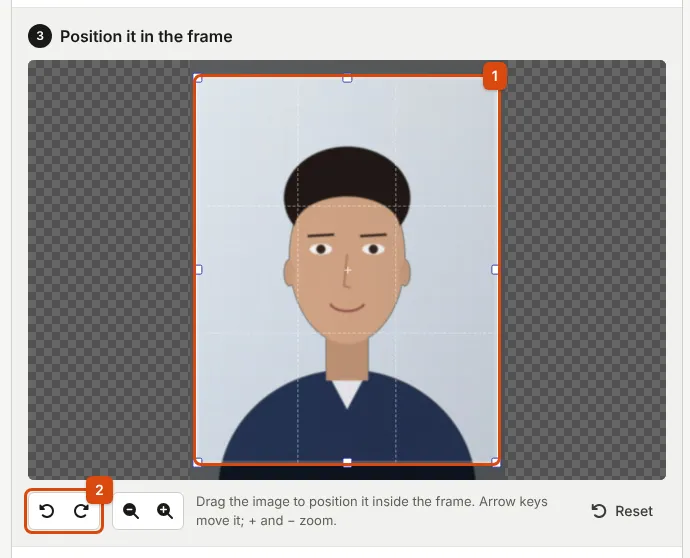 3 Position it in the frame
1
2
Drag the image to position it inside the frame. Arrow keys
move it; + and − zoom.
Reset